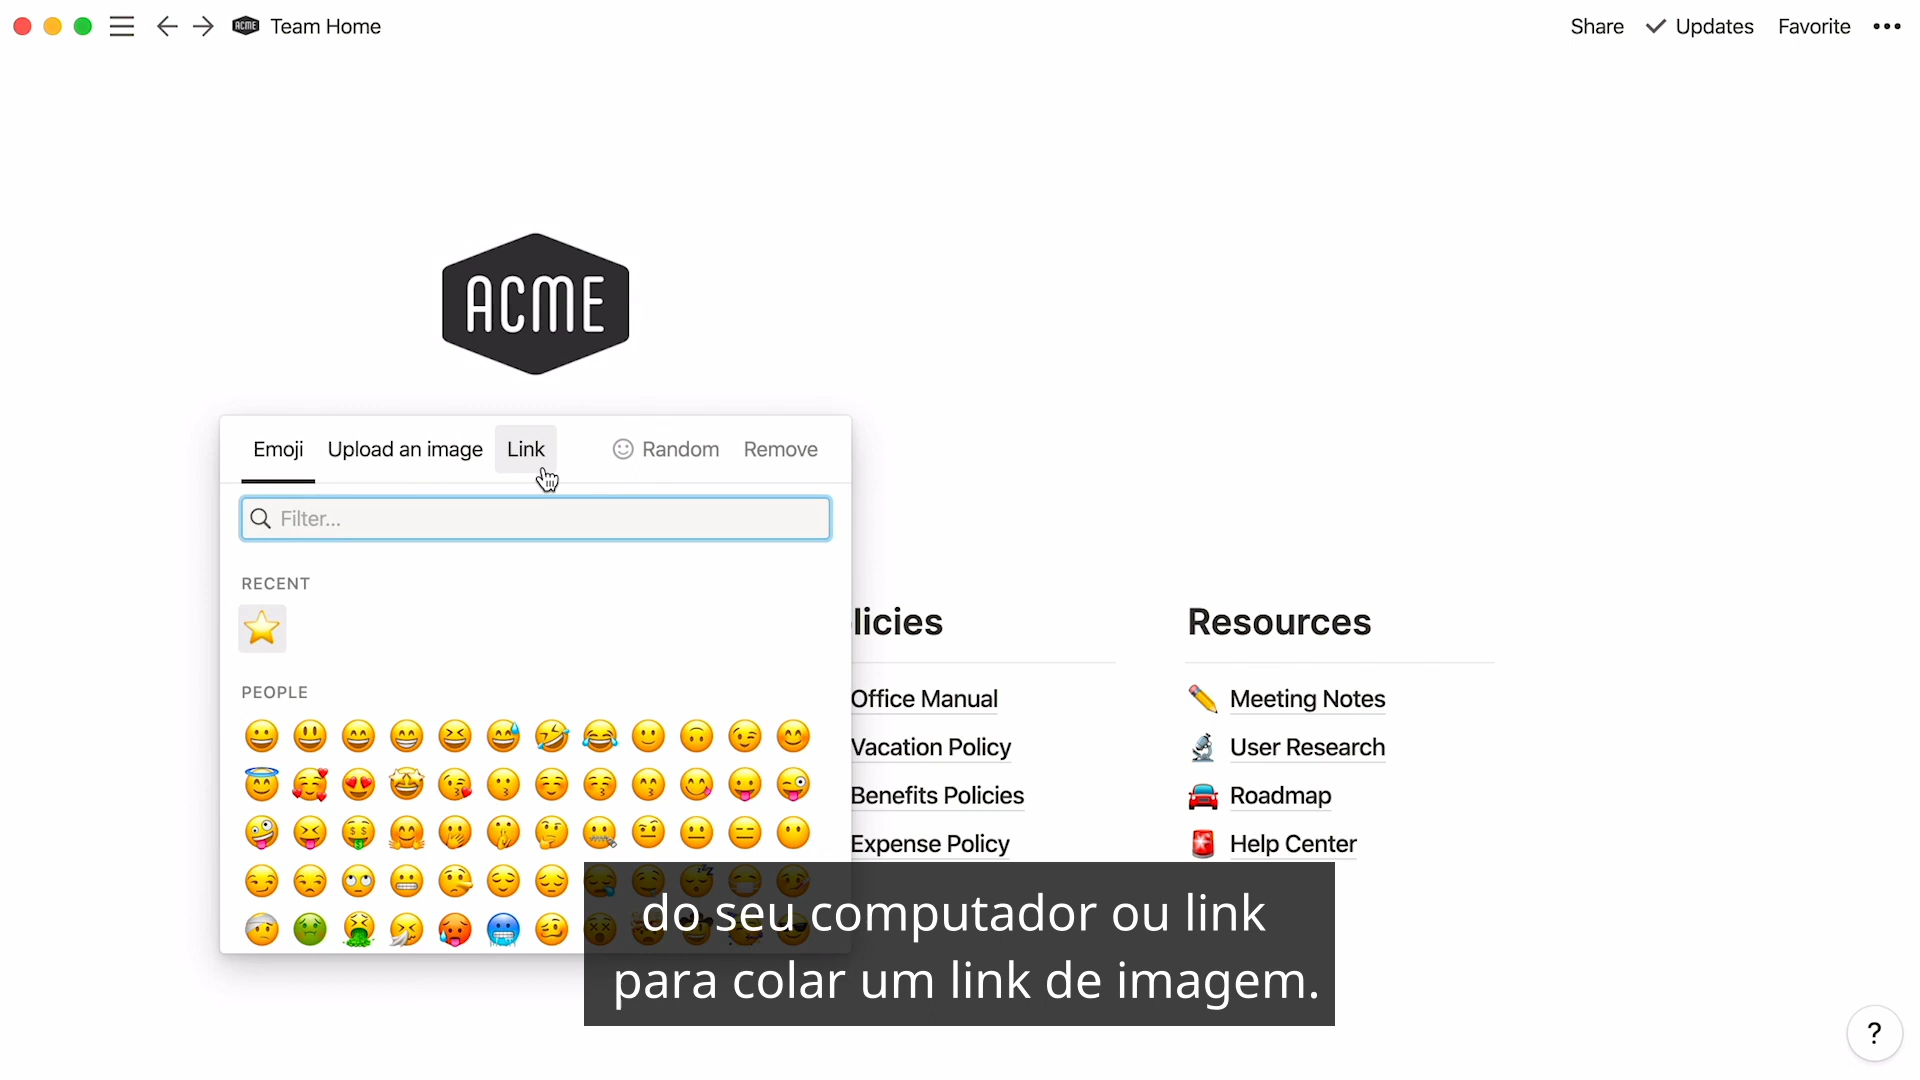 ACME Team Home
Share Updates Favorite
ACME
Emoji Upload an image Link Random Remove
Filter...
RECENT
PEOPLE
licies
Office Manual
Vacation Policy
Benefits Policies
Expense Policy
Resources
Meeting Notes
User Research
Roadmap
Help Center
do seu computador ou link
para colar um link de imagem.
?